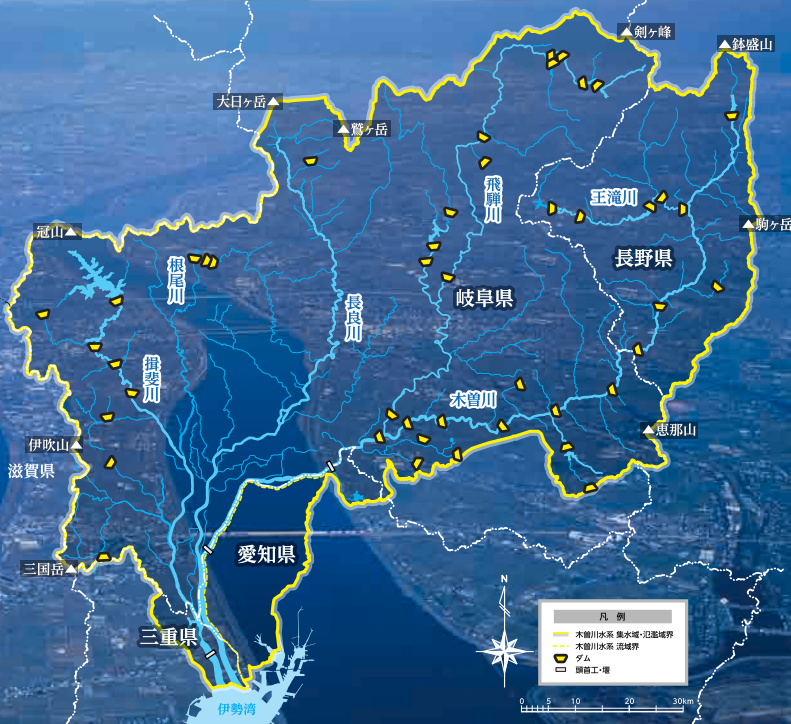 剣ヶ峰
鉢盛山
大日ヶ岳
鷲ヶ岳
飛騨川
王滝川
駒ヶ岳
冠山
根尾川
長野県
長良川
岐阜県
揖斐川
木曽川
恵那山
伊吹山
滋賀県
愛知県
三国岳
三重県
伊勢湾
N
凡 例
木曽川水系 集水域・氾濫域界
木曽川水系 流域界
ダム
頭首工・堰
0 5 10 20 30km